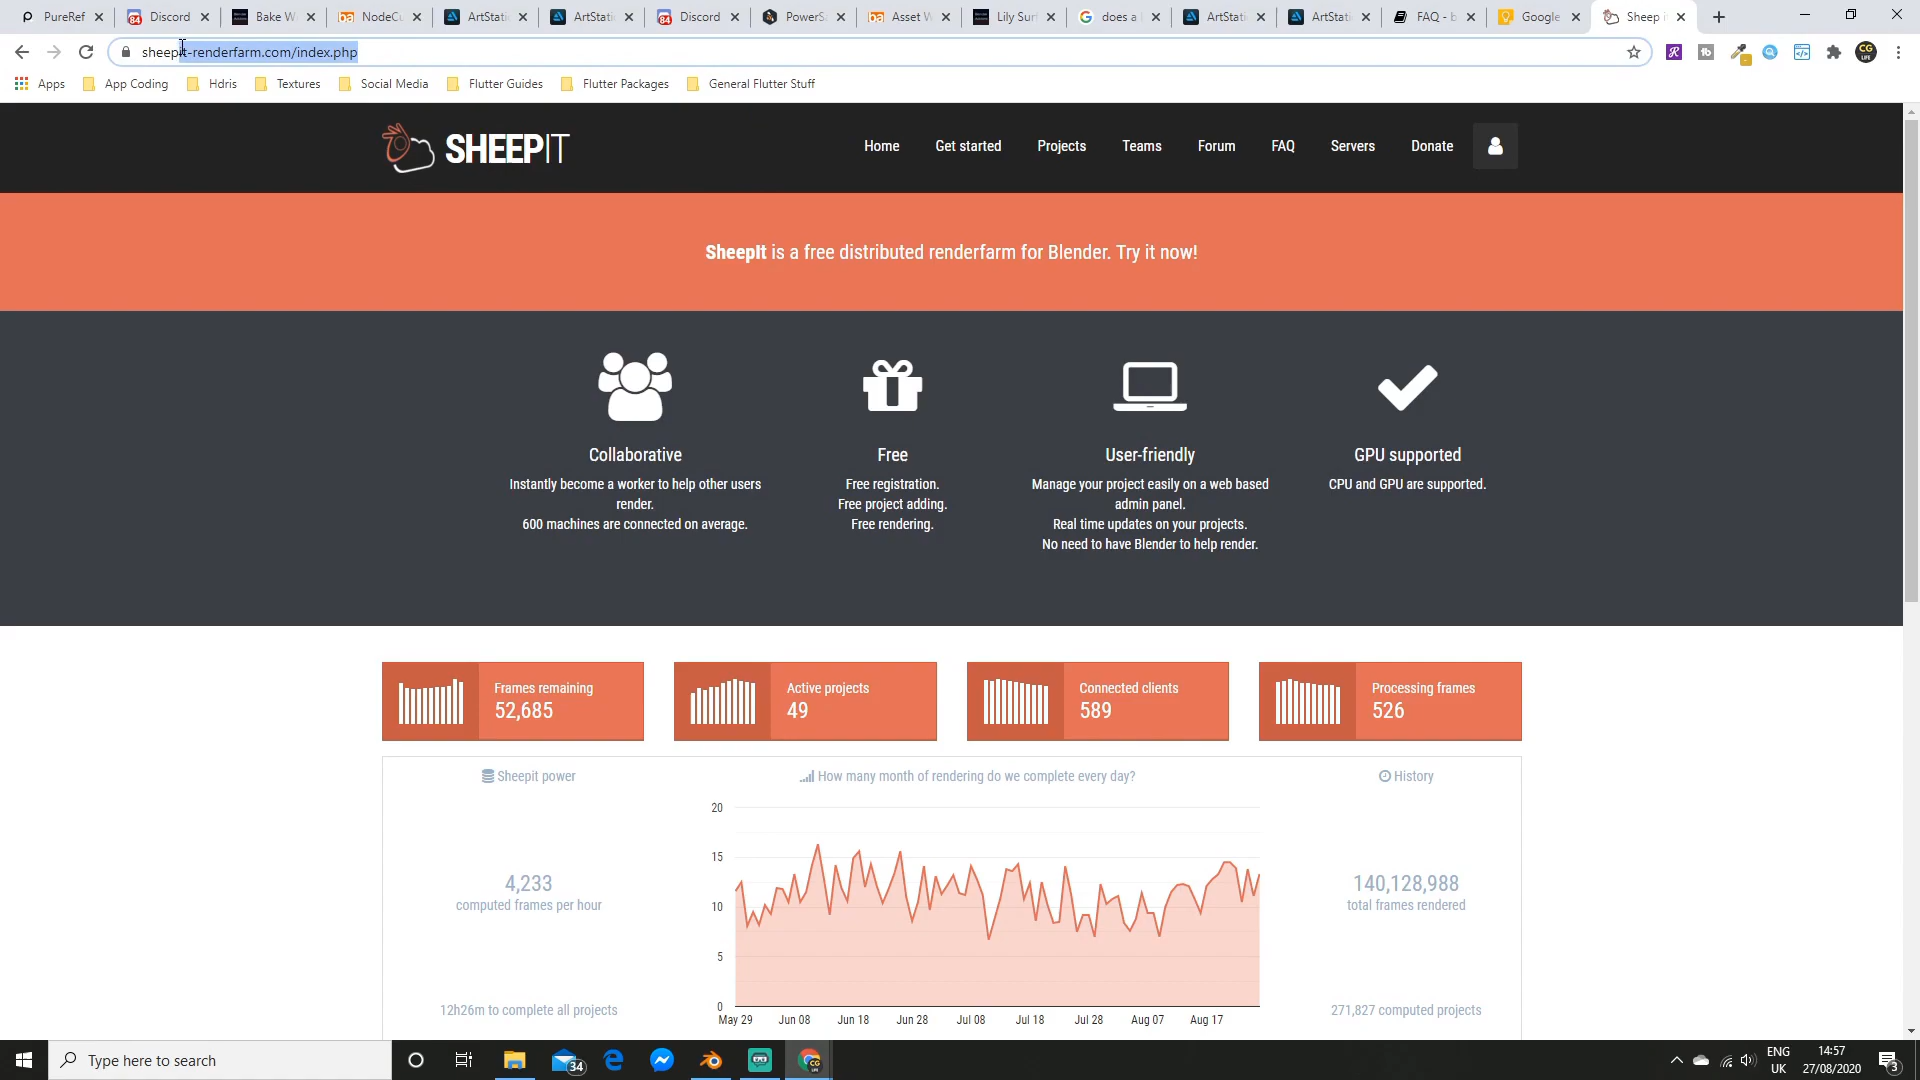 PureRef
Discord
Bake W
NodeCu
ArtStati
ArtStati
Discord
PowerSa
Asset W
Lily Sur
does a
ArtStati
ArtStati
FAQ - b
Google
Sheep i
sheepit-renderfarm.com/index.php
Apps
App Coding
Hdris
Textures
Social Media
Flutter Guides
Flutter Packages
General Flutter Stuff
SHEEPIT
Home
Get started
Projects
Teams
Forum
FAQ
Servers
Donate
SheepIt is a free distributed renderfarm for Blender. Try it now!
Collaborative
Instantly become a worker to help other users
render.
600 machines are connected on average.
Free
Free registration.
Free project adding.
Free rendering.
User-friendly
Manage your project easily on a web based
admin panel.
Real time updates on your projects.
No need to have Blender to help render.
GPU supported
CPU and GPU are supported.
Frames remaining
52,685
Active projects
49
Connected clients
589
Processing frames
526
Sheepit power
4,233
computed frames per hour
12h26m to complete all projects
How many month of rendering do we complete every day?
20
15
10
5
0
May 29
Jun 08
Jun 18
Jun 28
Jul 08
Jul 18
Jul 28
Aug 07
Aug 17
History
140,128,988
total frames rendered
271,827 computed projects
Type here to search
34
ENG
UK
14:57
27/08/2020
3